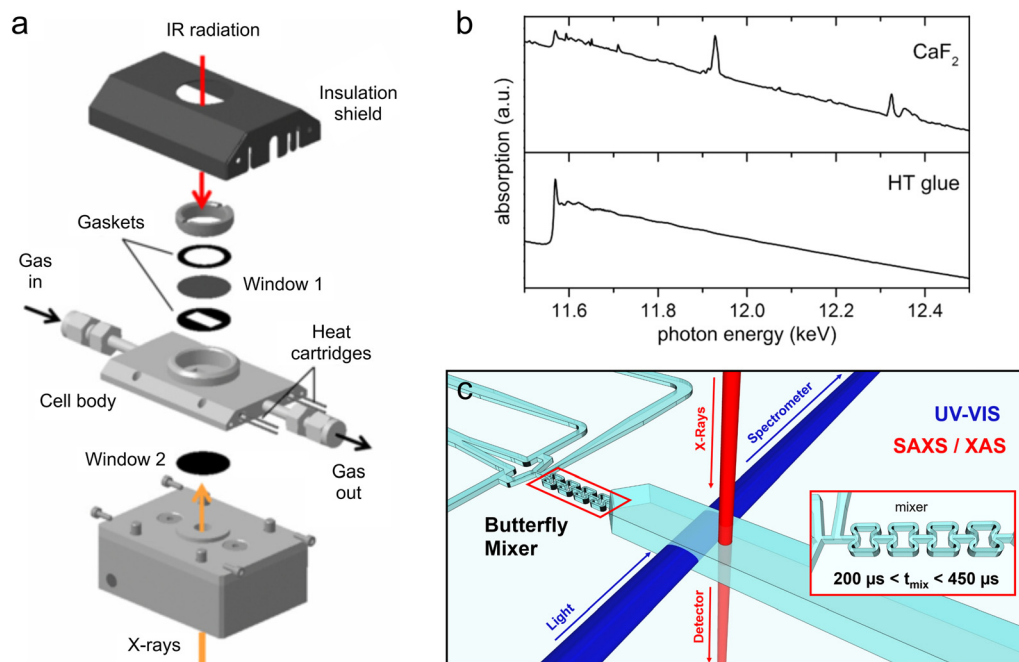 a
IR radiation
Insulation
shield
Gaskets
Gas
in
Window 1
Heat
cartridges
Cell body
Window 2
Gas
out
X-rays
b
CaF₂
HT glue
absorption (a.u.)
11.6 11.8 12.0 12.2 12.4
photon energy (keV)
C
X-Rays
Spectrometer
UV-VIS
SAXS / XAS
Butterfly
Mixer
mixer
200 µs < tₘᵢₓ < 450 µs
Light
Detector